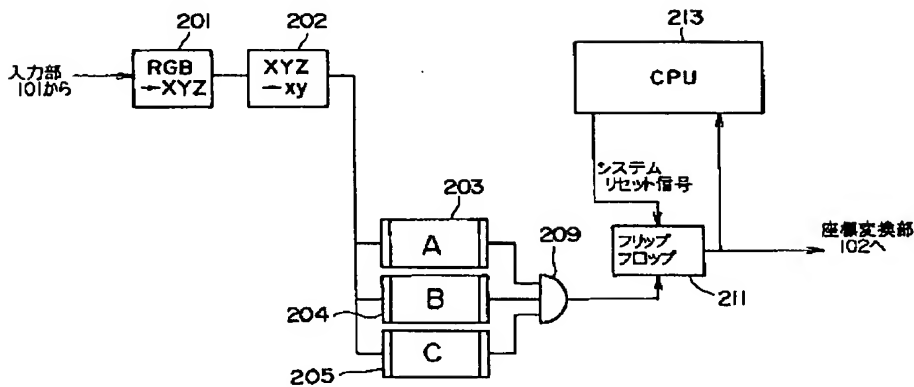 201
202
213
入力部
101から
RGB
→XYZ
XYZ
→xy
CPU
システム
リセット信号
203
A
209
フリップ
フロップ
座標変換部
102へ
204
B
211
205
C